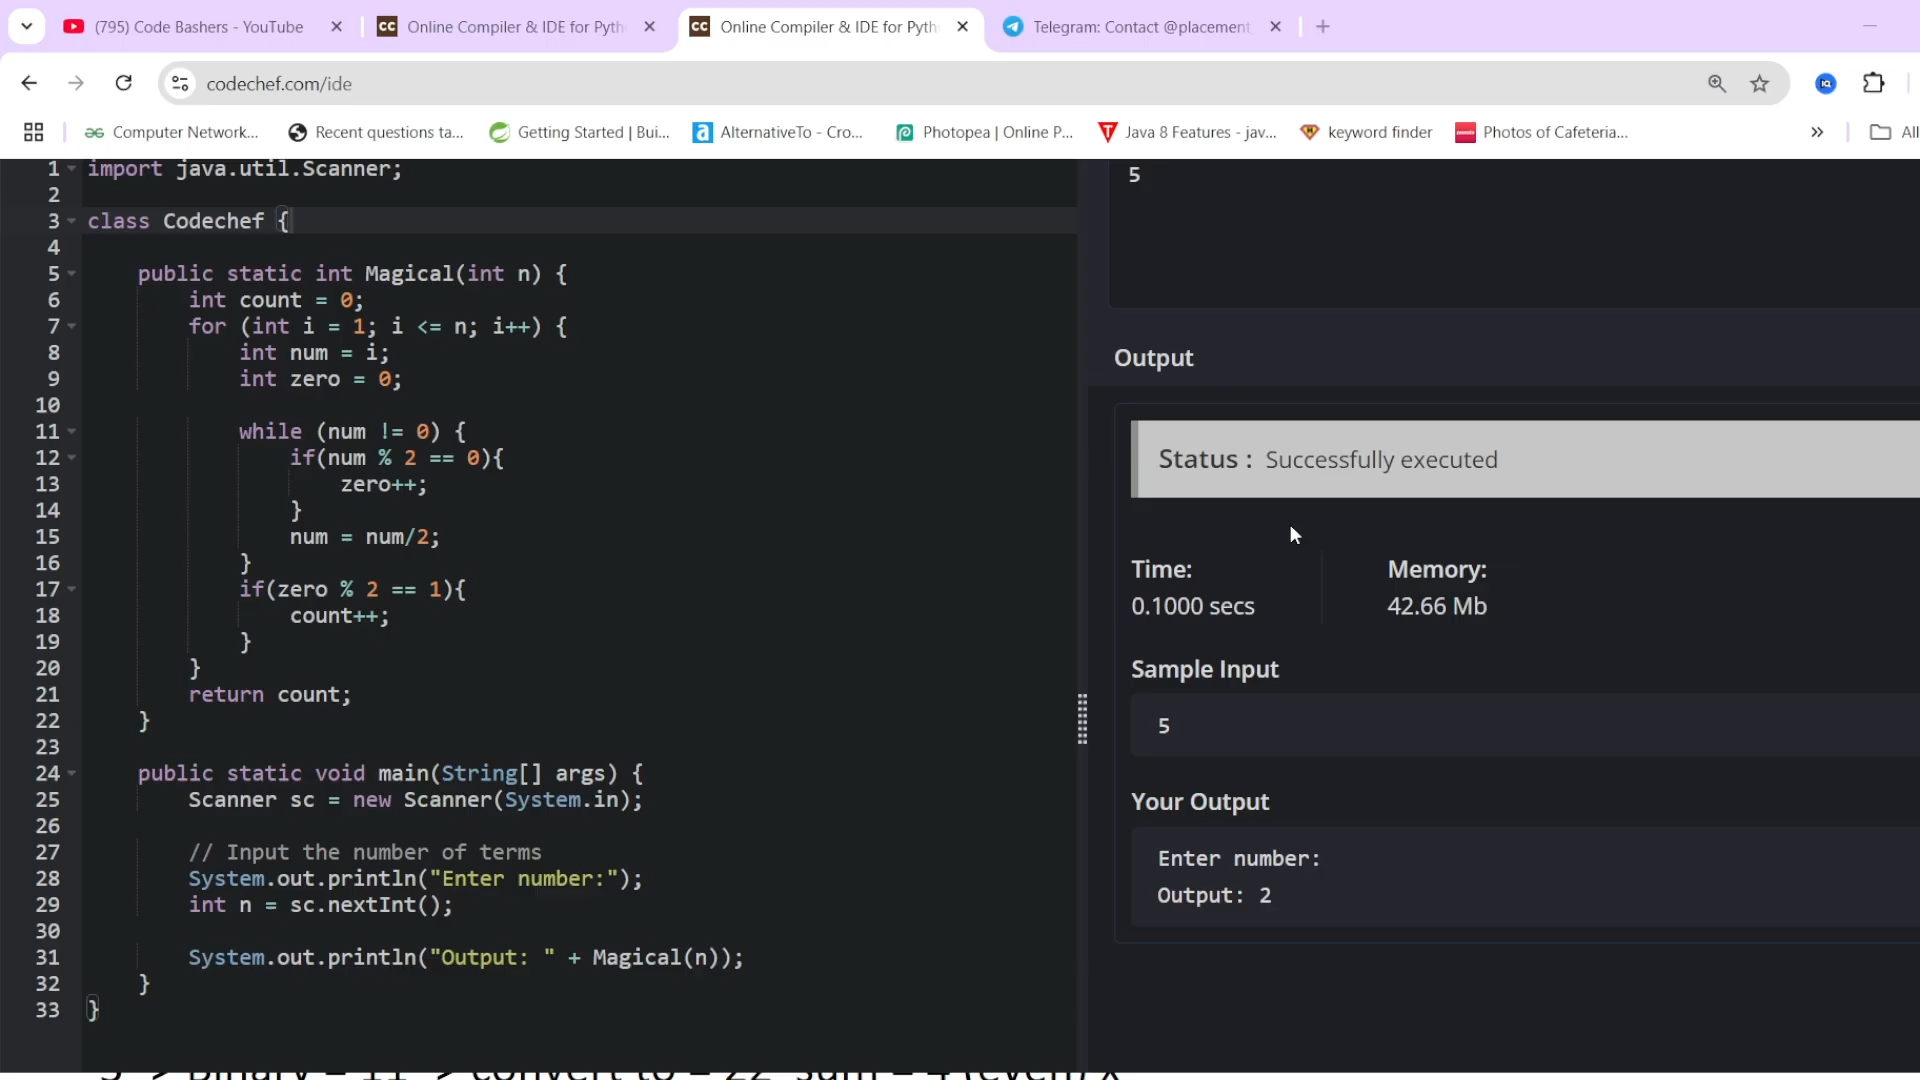 (795) Code Bashers - YouTube
Online Compiler & IDE for Pyth
Online Compiler & IDE for Pyth
Telegram: Contact @placement
codechef.com/ide
Computer Network...
Recent questions ta...
Getting Started | Bui...
AlternativeTo - Cro...
Photopea | Online P...
Java 8 Features - jav...
keyword finder
Photos of Cafeteria...
All
1 import java.util.Scanner;
2
3 class Codechef {
4
5 public static int Magical(int n) {
6 int count = 0;
7 for (int i = 1; i <= n; i++) {
8 int num = i;
9 int zero = 0;
10
11 while (num != 0) {
12 if(num % 2 == 0){
13 zero++;
14 }
15 num = num/2;
16 }
17 if(zero % 2 == 1){
18 count++;
19 }
20 }
21 return count;
22 }
23
24 public static void main(String[] args) {
25 Scanner sc = new Scanner(System.in);
26
27 // Input the number of terms
28 System.out.println("Enter number:");
29 int n = sc.nextInt();
30
31 System.out.println("Output: " + Magical(n));
32 }
33 }
5
Output
Status : Successfully executed
Time:
0.1000 secs
Memory:
42.66 Mb
Sample Input
5
Your Output
Enter number:
Output: 2